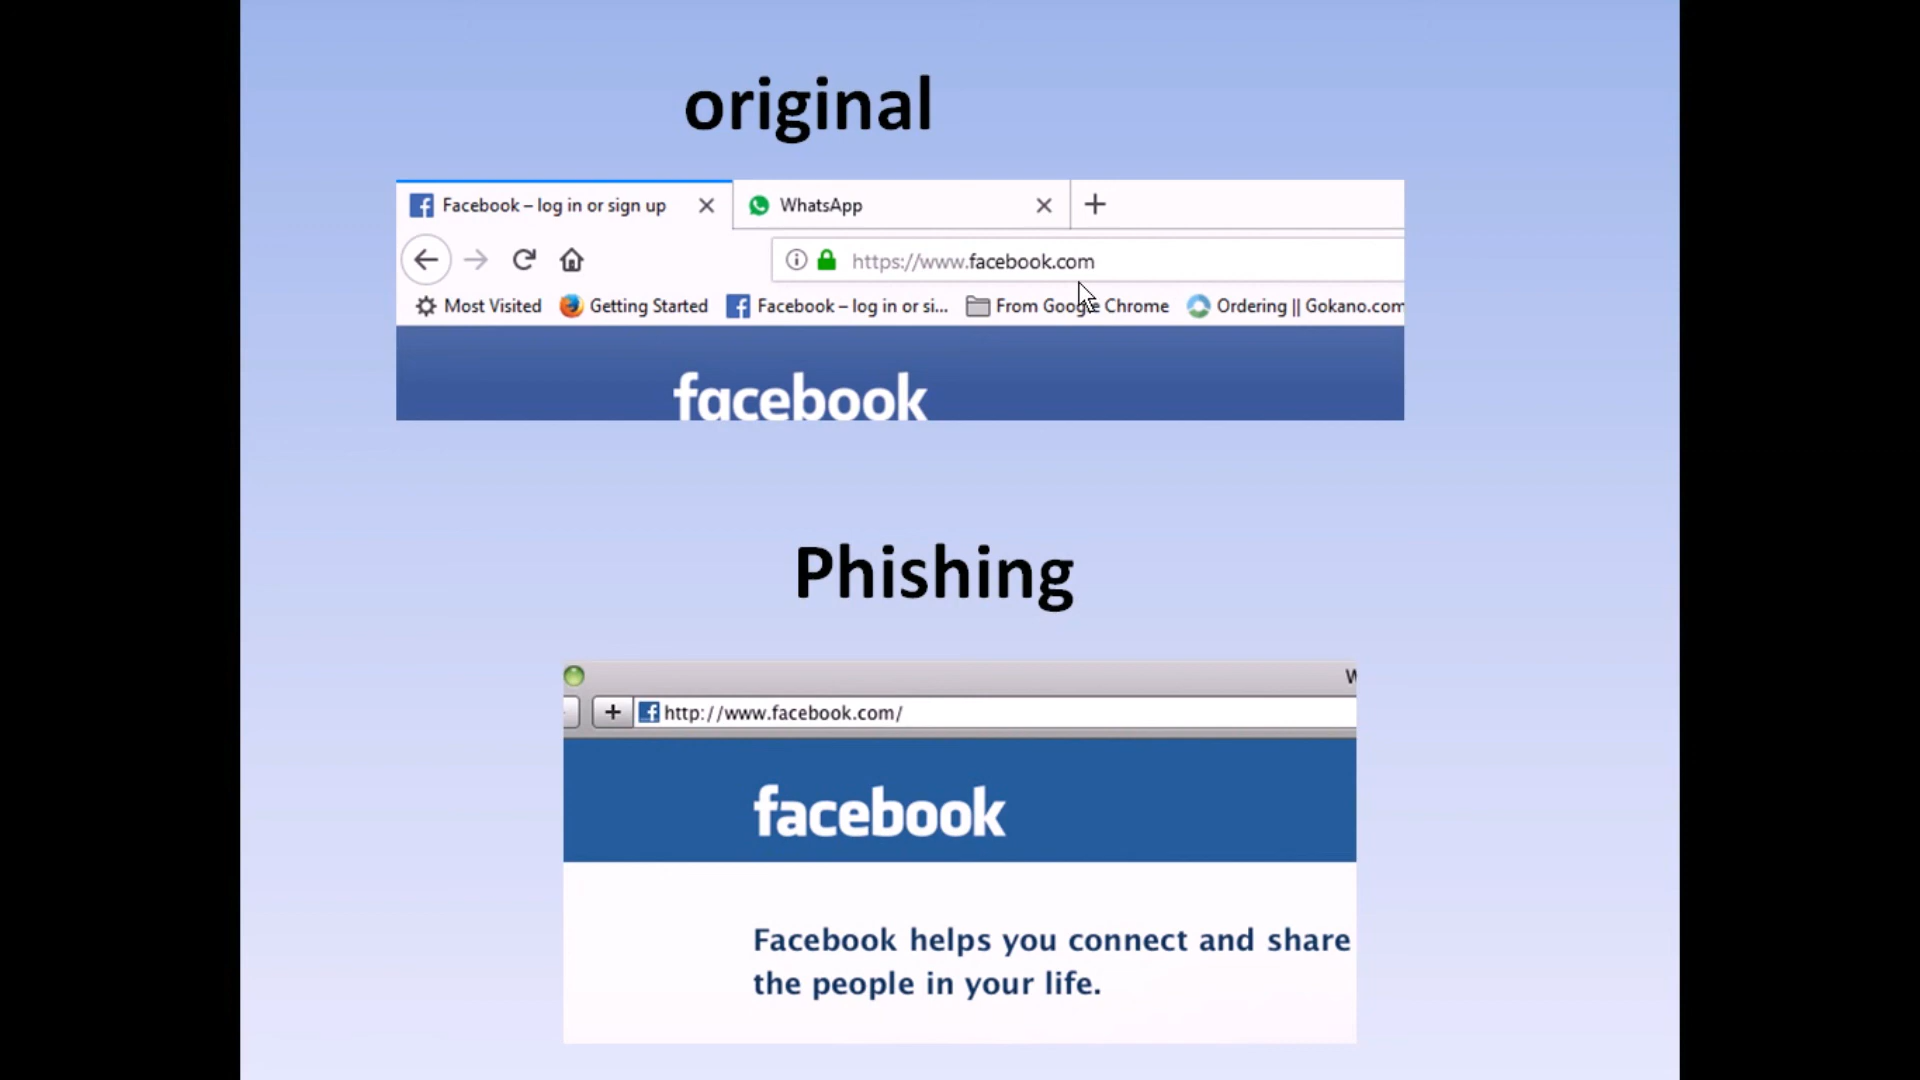 original
Facebook – log in or sign up WhatsApp
https://www.facebook.com
Most Visited Getting Started Facebook – log in or si... From Google Chrome Ordering || Gokano.com
facebook
Phishing
http://www.facebook.com/
facebook
Facebook helps you connect and share
the people in your life.